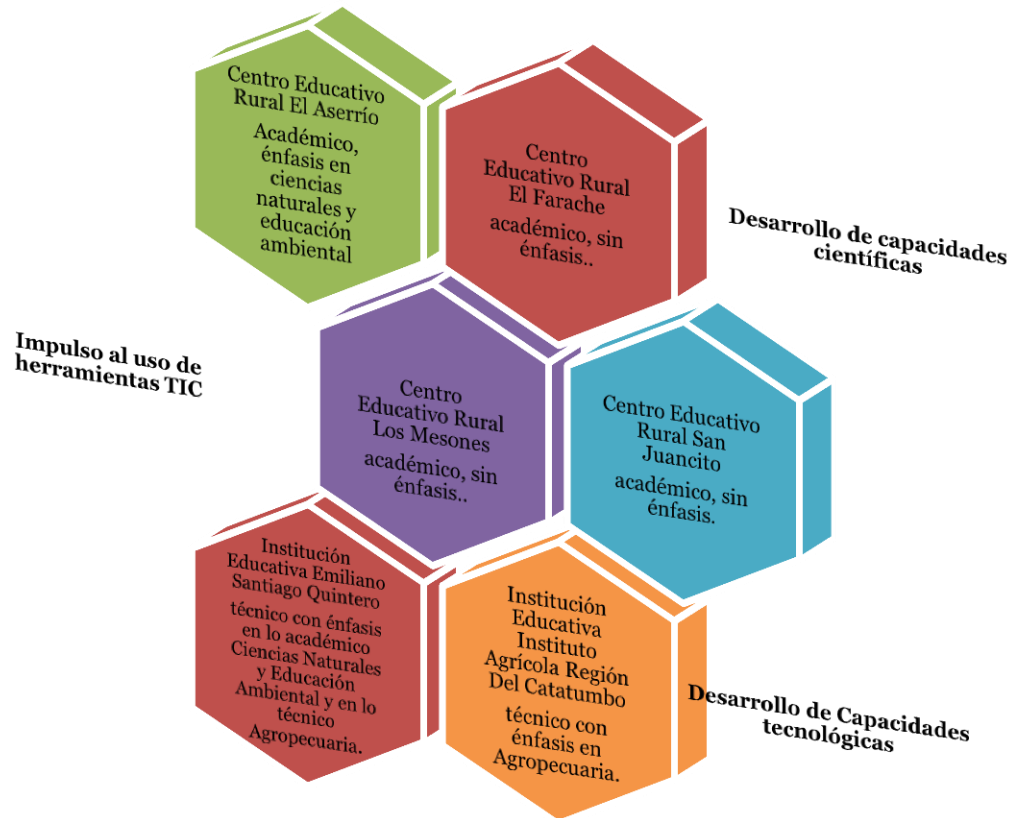 Centro Educativo
Rural El Aserrío
Académico,
énfasis en
ciencias
naturales y
educación
ambiental
Centro
Educativo Rural
El Farache
académico, sin
énfasis..
Desarrollo de capacidades
científicas
Impulso al uso de
herramientas TIC
Centro
Educativo Rural
Los Mesones
académico, sin
énfasis..
Centro Educativo
Rural San
Juancito
académico, sin
énfasis.
Institución
Educativa Emiliano
Santiago Quintero
técnico con énfasis
en lo académico
Ciencias Naturales
y Educación
Ambiental y en lo
técnico
Agropecuaria.
Institución
Educativa
Instituto
Agrícola Región
Del Catatumbo
técnico con
énfasis en
Agropecuaria.
Desarrollo de Capacidades
tecnológicas